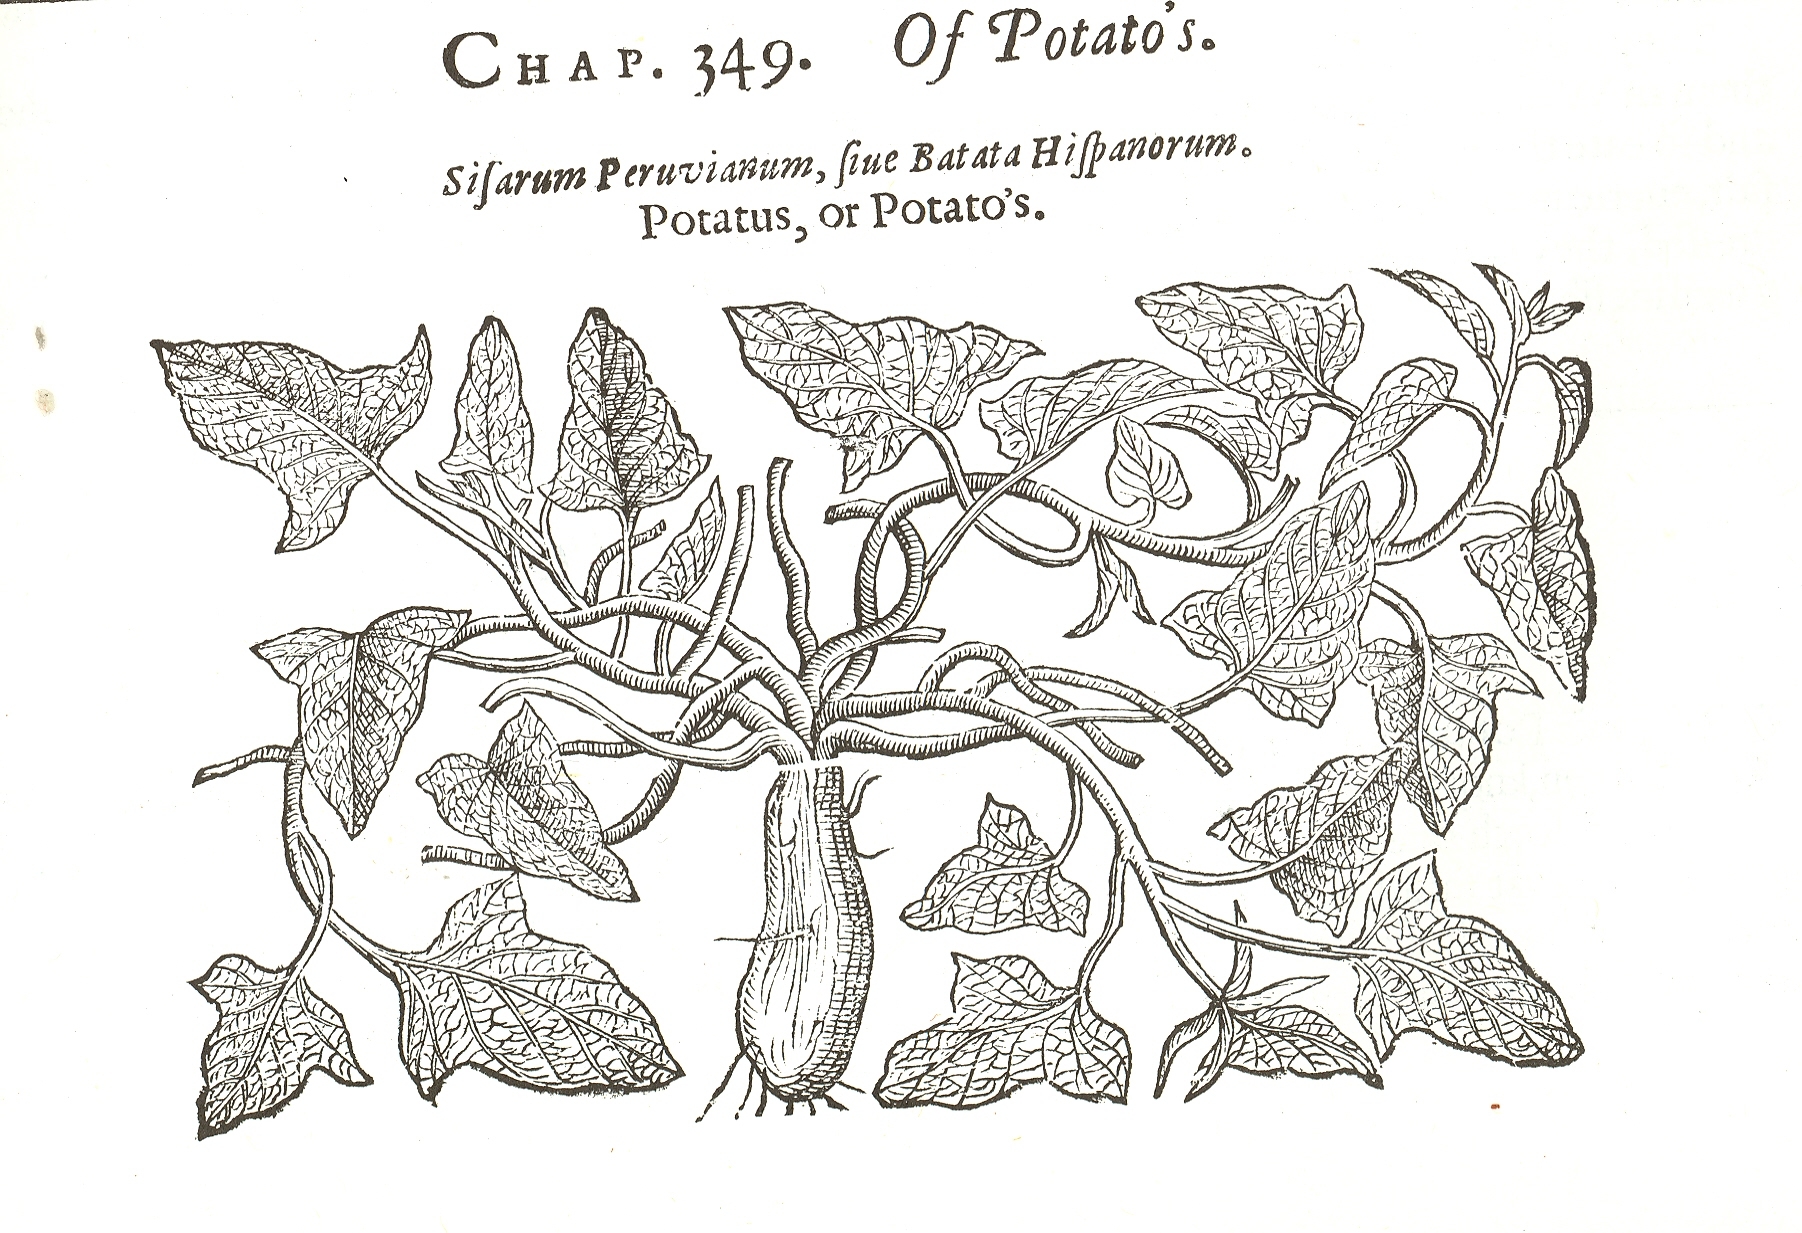 CHAP. 349. Of Potato's.
Siſarum Peruvianum, ſiue Batata Hiſpanorum.
Potatus, or Potato's.